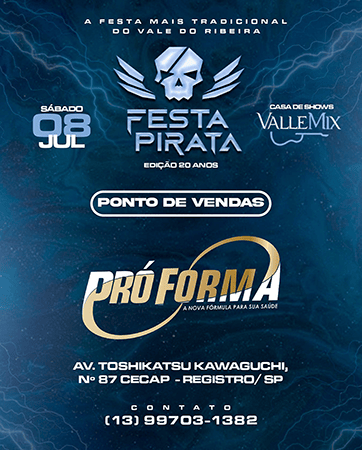 A FESTA MAIS TRADICIONAL
DO VALE DO RIBEIRA
SÁBADO
08
JUL
FESTA
PIRATA
EDIÇÃO 20 ANOS
CASA DE SHOWS
VALLEMIX
PONTO DE VENDAS
PRÓFORMA
A NOVA FÓRMULA PARA SUA SAÚDE
AV. TOSHIKATSU KAWAGUCHI,
Nº 87 CECAP - REGISTRO/ SP
CONTATO
(13) 99703-1382